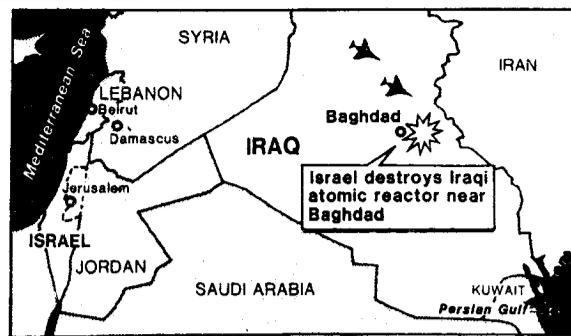 SYRIA
Mediterranean Sea
LEBANON
Beirut
Damascus
IRAN
Baghdad
IRAQ
Israel destroys Iraqi
atomic reactor near
Baghdad
Jerusalem
ISRAEL
JORDAN
SAUDI ARABIA
KUWAIT
Persian Gulf